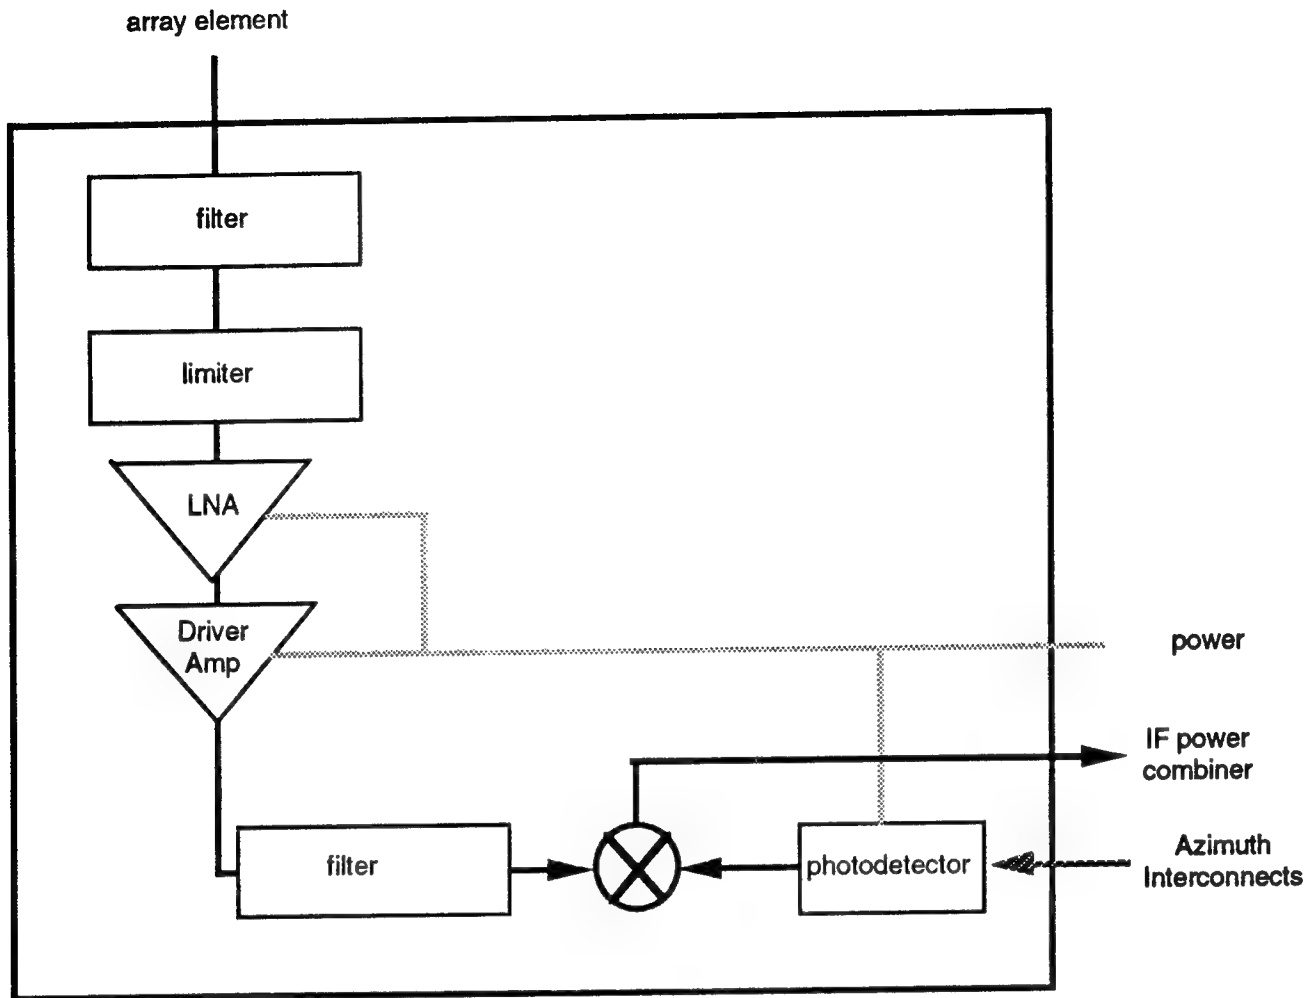 array element
filter
limiter
LNA
Driver
Amp
power
IF power
combiner
filter
photodetector
Azimuth
Interconnects